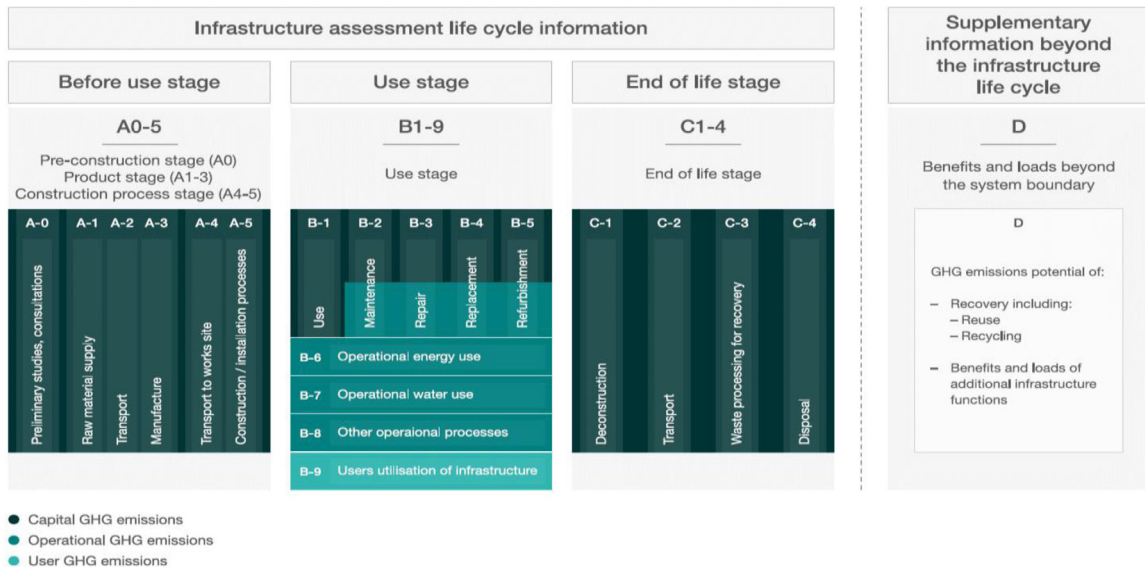 Infrastructure assessment life cycle information
Supplementary
information beyond
the infrastructure
life cycle
Before use stage
Use stage
End of life stage
A0-5
Pre-construction stage (A0)
Product stage (A1-3)
Construction process stage (A4-5)
B1-9
Use stage
C1-4
End of life stage
D
Benefits and loads beyond
the system boundary
A-0
A-1
A-2
A-3
A-4
A-5
Preliminary studies, consultations
Raw material supply
Transport
Manufacture
Transport to works site
Construction / installation processes
B-1
B-2
B-3
B-4
B-5
Use
Maintenance
Repair
Replacement
Refurbishment
B-6 Operational energy use
B-7 Operational water use
B-8 Other operaional processes
B-9 Users utilisation of infrastructure
C-1
C-2
C-3
C-4
Deconstruction
Transport
Waste processing for recovery
Disposal
D
GHG emissions potential of:
– Recovery including:
– Reuse
– Recycling
– Benefits and loads of
additional infrastructure
functions
Capital GHG emissions
Operational GHG emissions
User GHG emissions